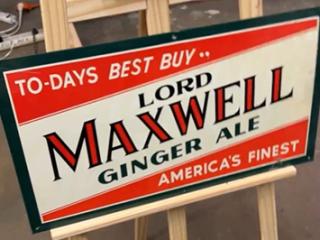 TO-DAYS BEST BUY..
LORD
MAXWELL
GINGER ALE
AMERICA'S FINEST